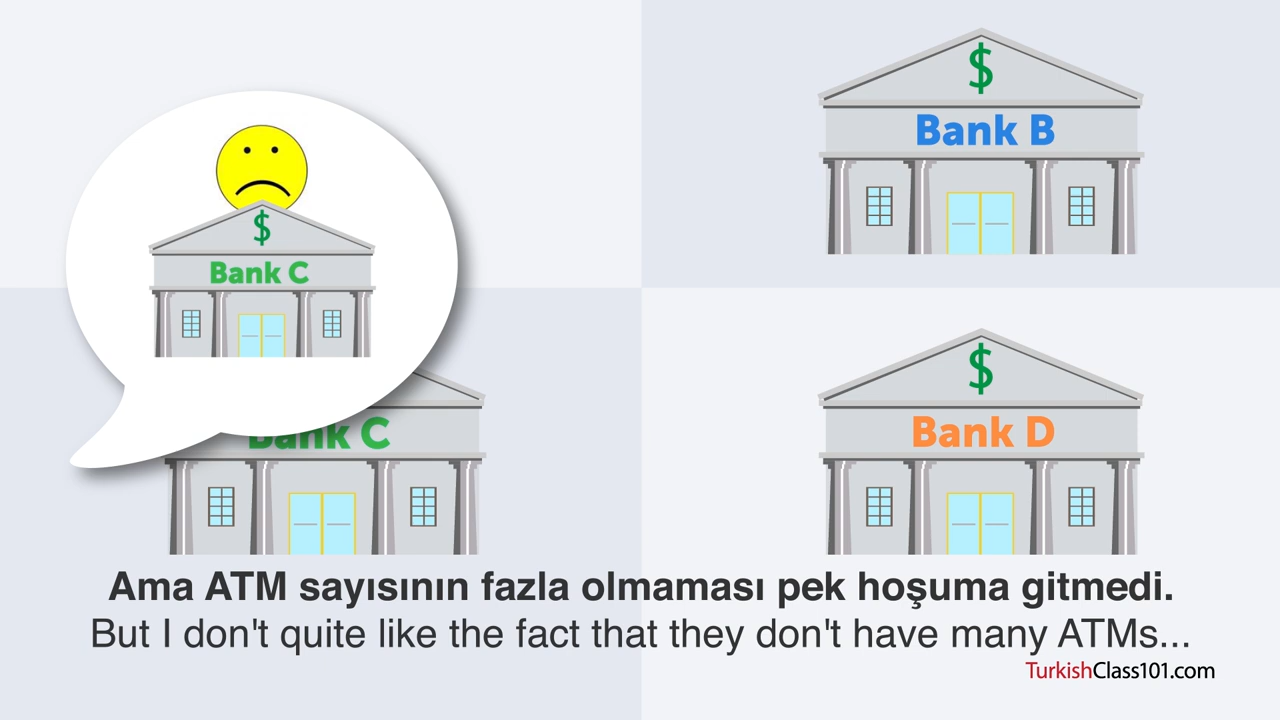 $
Bank B
$
Bank C
Bank C
$
Bank D
Ama ATM sayısının fazla olmaması pek hoşuma gitmedi.
But I don't quite like the fact that they don't have many ATMs...
TurkishClass101.com